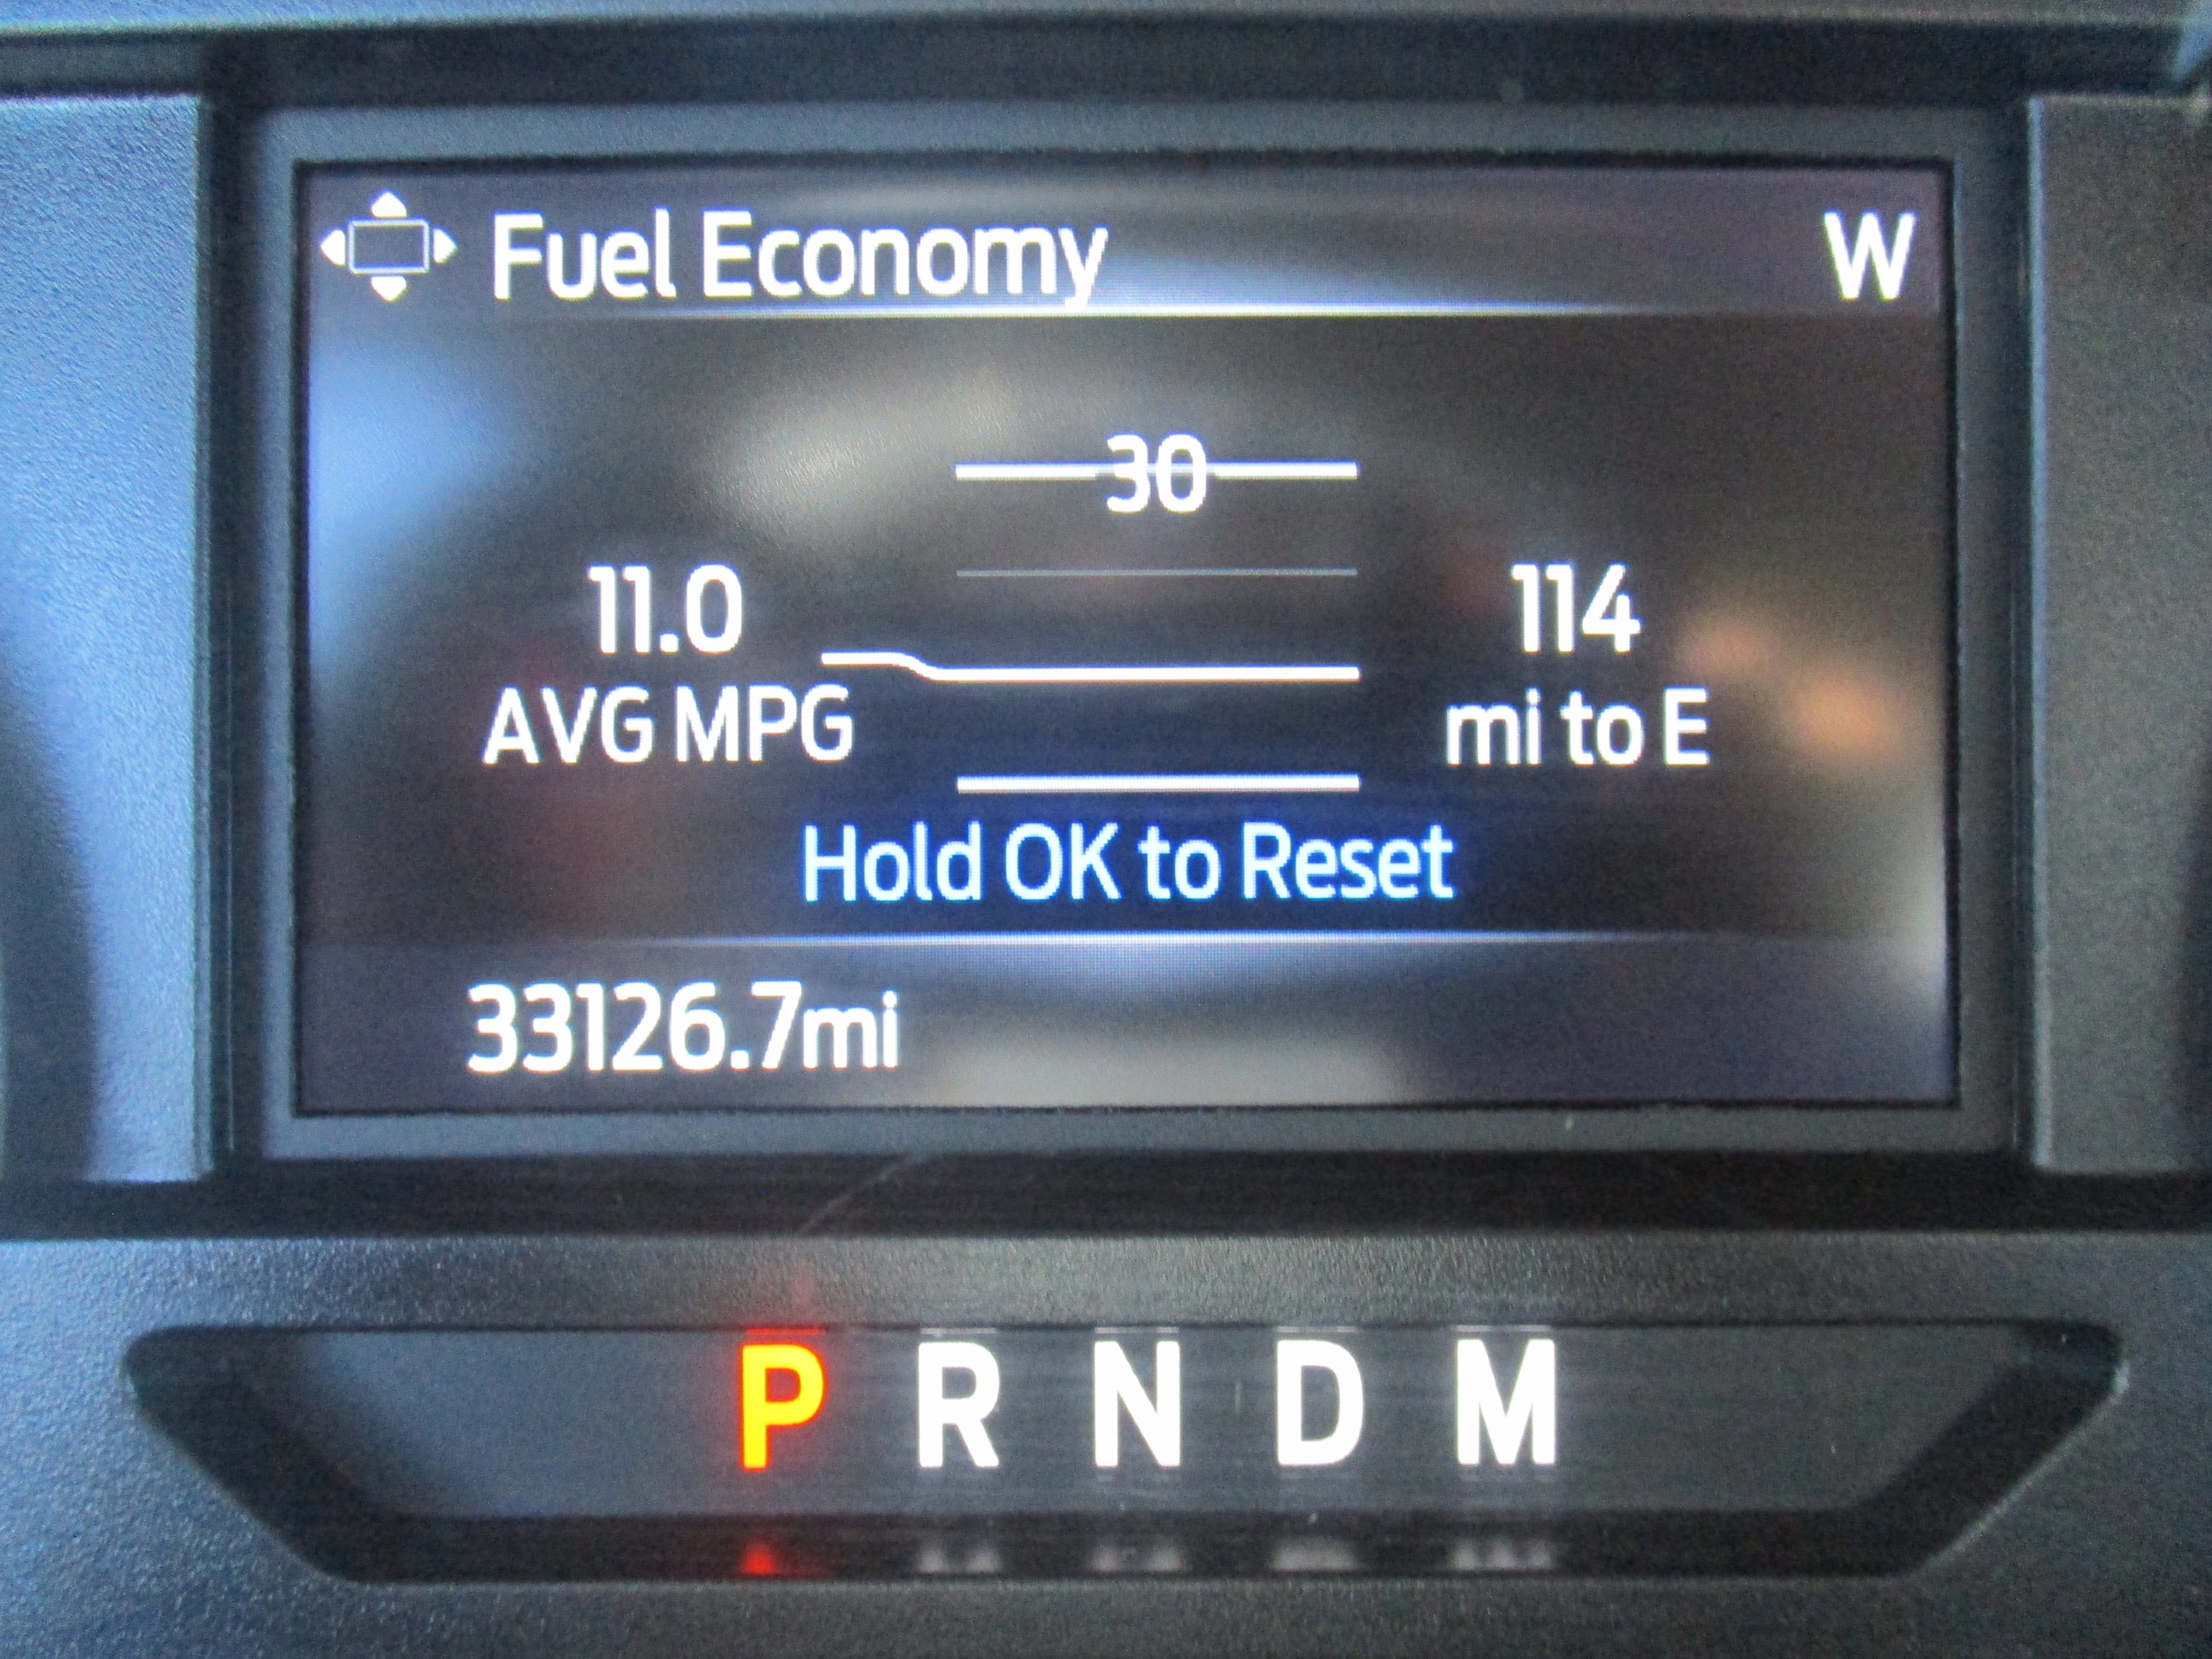 Fuel Economy W
30
11.0 114
AVG MPG mi to E
Hold OK to Reset
33126.7mi
P R N D M